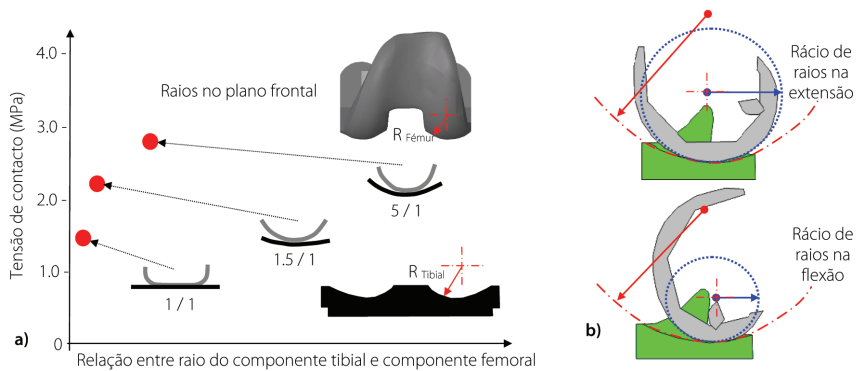 Tensão de contacto (MPa)
4.0 -
3.0 -
2.0 -
1.0 -
0
Raios no plano frontal
R Fémur
5 / 1
1.5 / 1
1 / 1
R Tibial
a)
Relação entre raio do componente tibial e componente femoral
Rácio de
raios na
extensão
Rácio de
raios na
flexão
b)